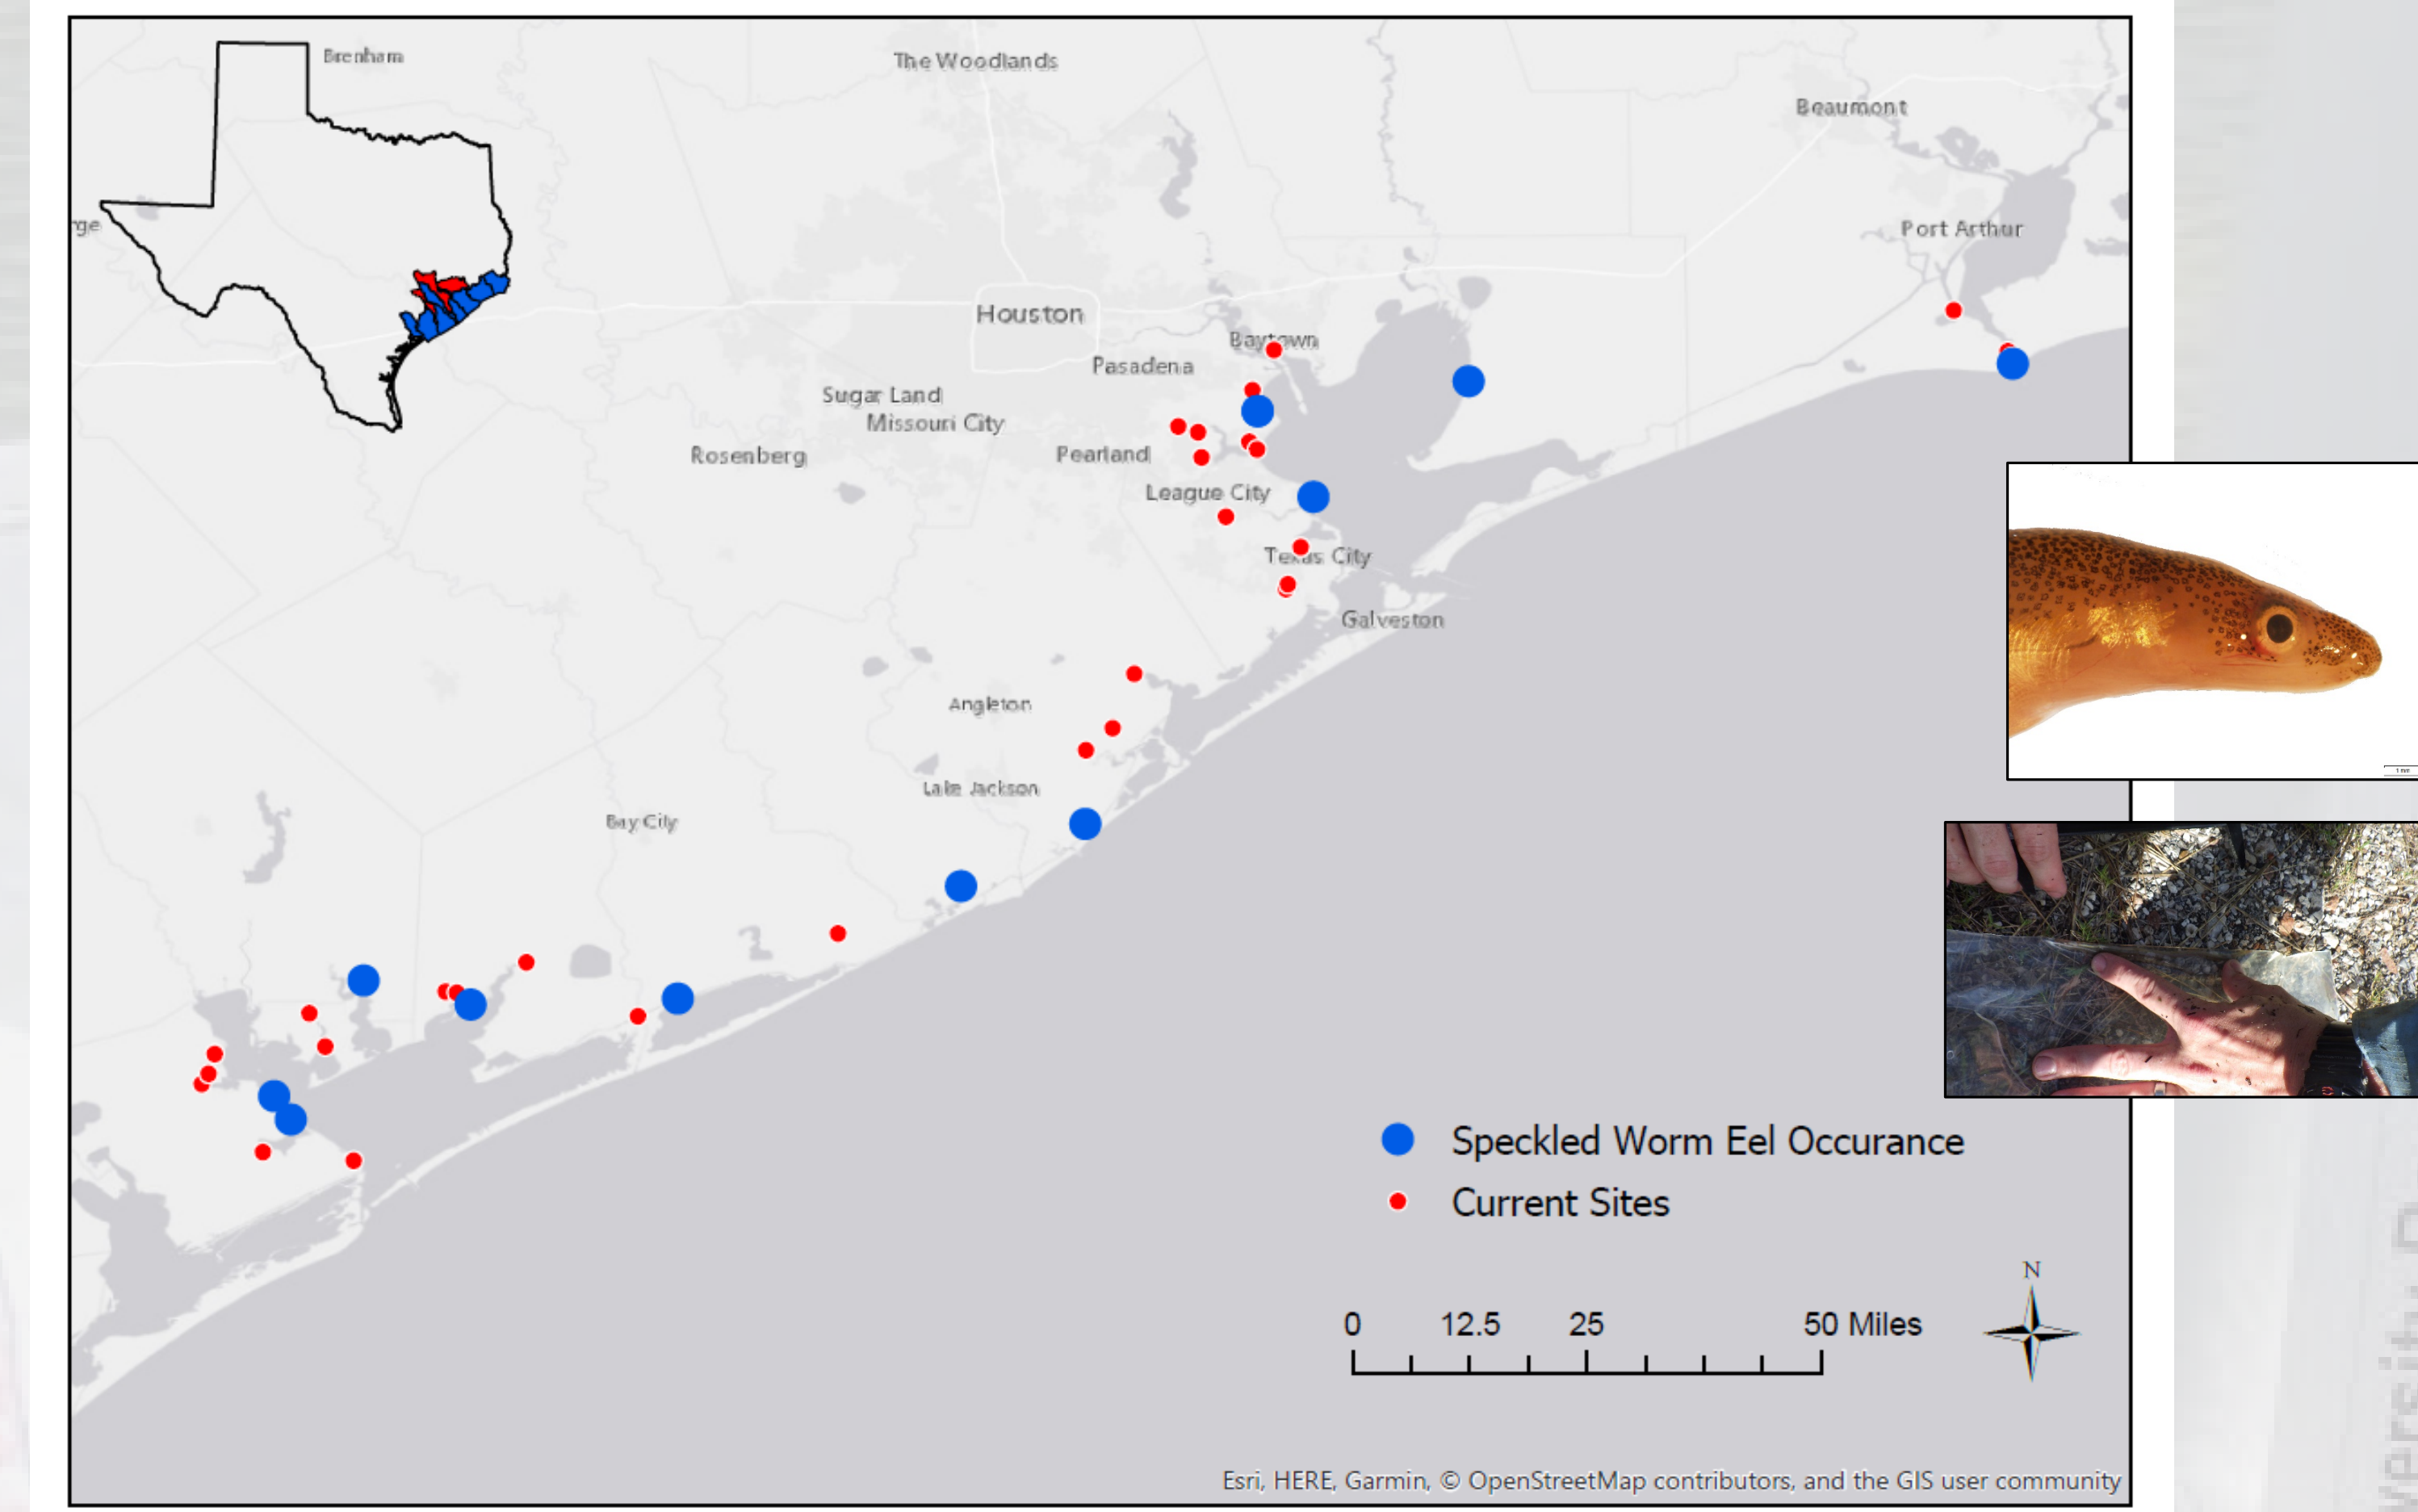 Brenham
The Woodlands
Beaumont
rge
Port Arthur
Houston
Baytown
Pasadena
Sugar Land
Missouri City
Rosenberg
Pearland
League City
Texas City
Galveston
Angleton
Lake Jackson
Bay City
1 mm
Speckled Worm Eel Occurance
Current Sites
N
0 12.5 25 50 Miles
Esri, HERE, Garmin, © OpenStreetMap contributors, and the GIS user community